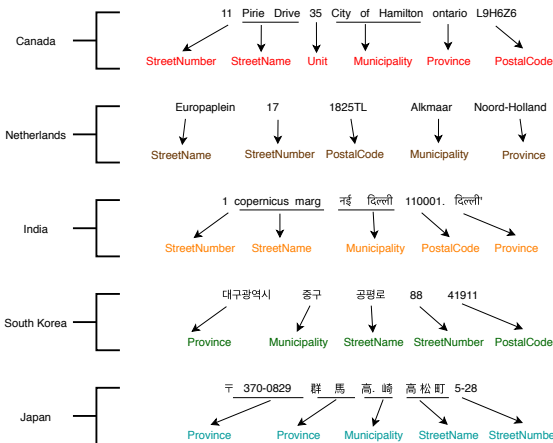 11 Pirie Drive 35 City of Hamilton ontario L9H6Z6
Canada
StreetNumber StreetName Unit Municipality Province PostalCode
Europaplein 17 1825TL Alkmaar Noord-Holland
Netherlands
StreetName StreetNumber PostalCode Municipality Province
1 copernicus marg नई दिल्ली 110001. दिल्ली'
India
StreetNumber StreetName Municipality PostalCode Province
대구광역시 중구 공평로 88 41911
South Korea
Province Municipality StreetName StreetNumber PostalCode
〒 370-0829 群 馬 高. 崎 高 松 町 5-28
Japan
Province Province Municipality StreetName StreetNumbe